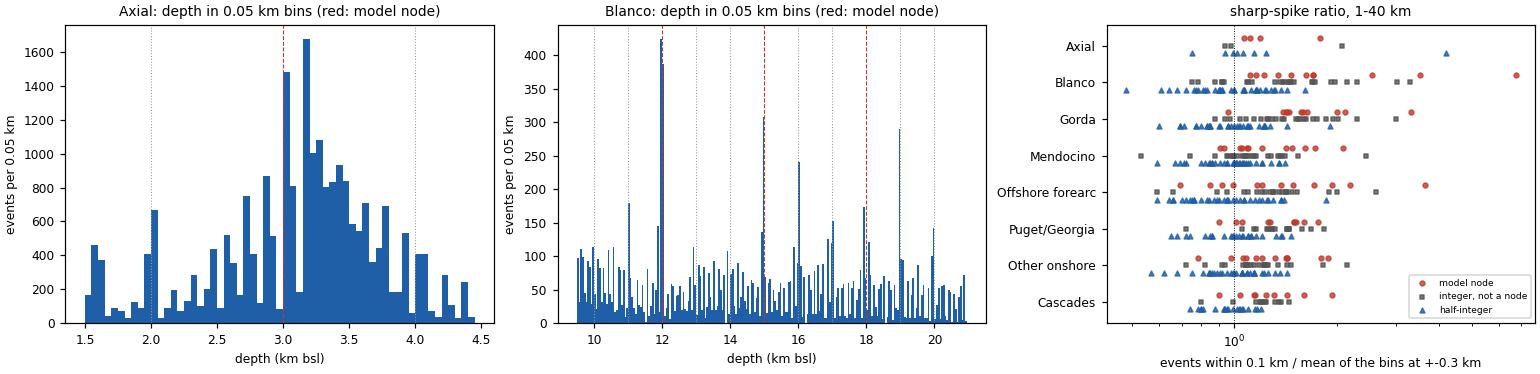 Axial: depth in 0.05 km bins (red: model node)
events per 0.05 km
1600
1400
1200
1000
800
600
400
200
0
1.5
2.0
2.5
3.0
3.5
4.0
4.5
depth (km bsl)
Blanco: depth in 0.05 km bins (red: model node)
events per 0.05 km
400
350
300
250
200
150
100
50
0
10
12
14
16
18
20
depth (km bsl)
sharp-spike ratio, 1-40 km
Axial
Blanco
Gorda
Mendocino
Offshore forearc
Puget/Georgia
Other onshore
Cascades
model node
integer, not a node
half-integer
10⁰
events within 0.1 km / mean of the bins at +-0.3 km